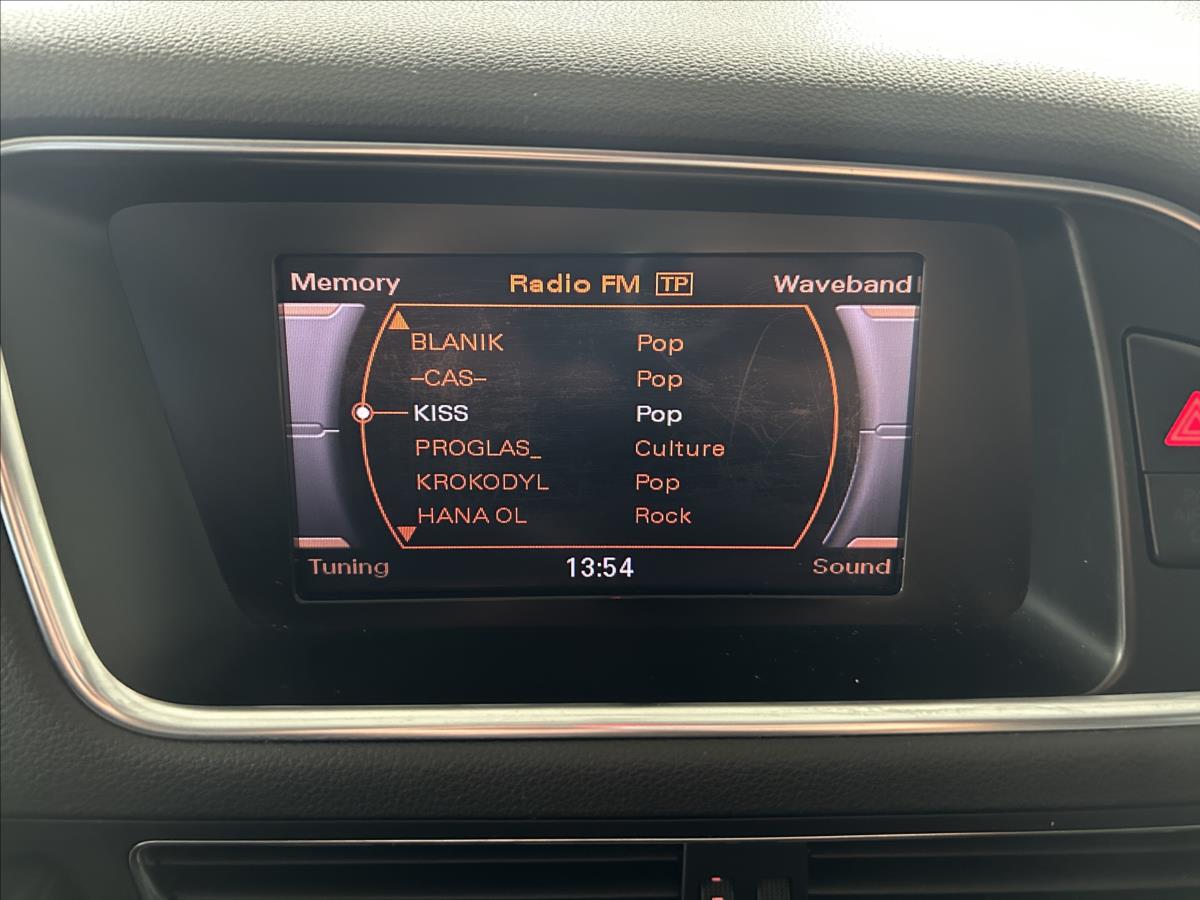 Memory Radio FM TP Waveband
BLANIK Pop
–CAS– Pop
KISS Pop
PROGLAS_ Culture
KROKODYL Pop
HANA OL Rock
Tuning 13:54 Sound